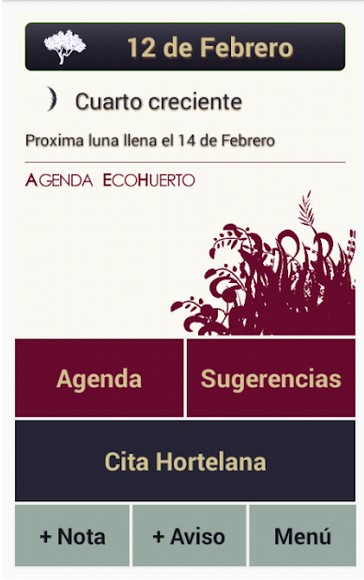 12 de Febrero
Cuarto creciente
Proxima luna llena el 14 de Febrero
AGENDA ECOHUERTO
Agenda Sugerencias
Cita Hortelana
+ Nota + Aviso Menú